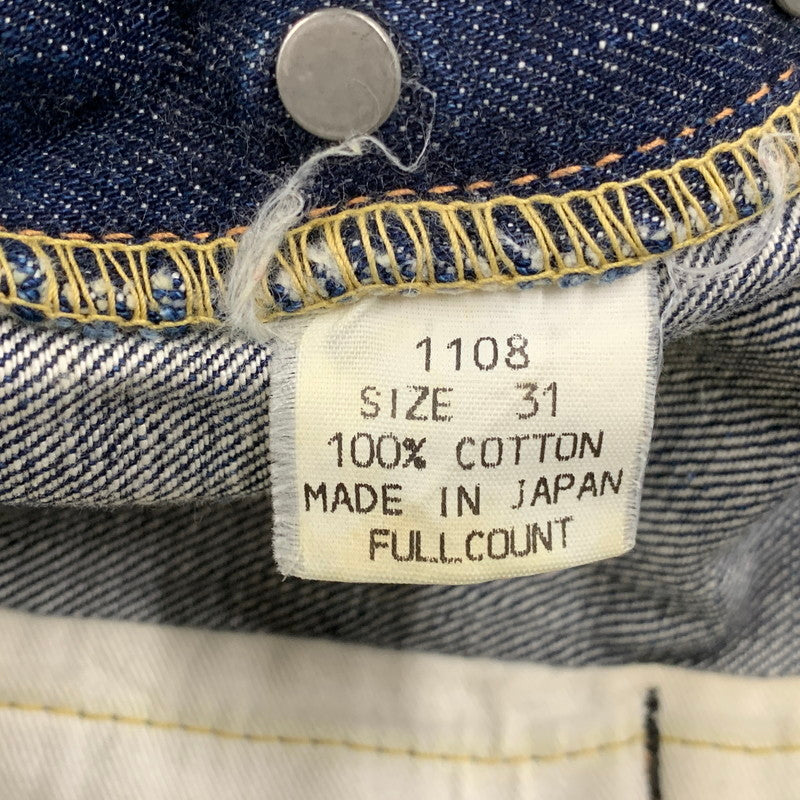 1108
SIZE 31
100% COTTON
MADE IN JAPAN
FULLCOUNT